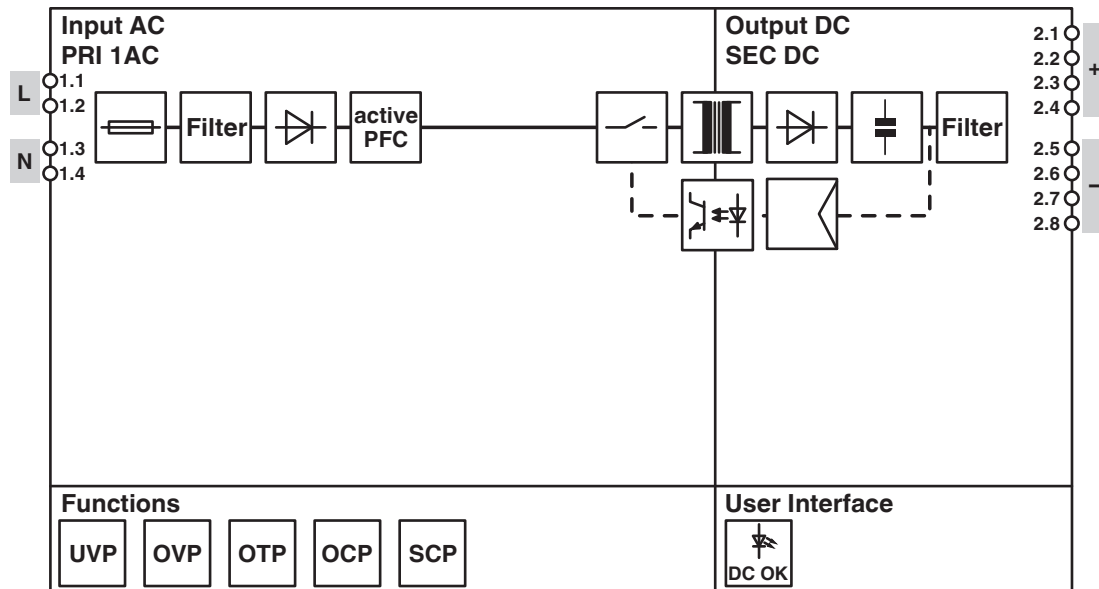 Input AC
PRI 1AC
Output DC
SEC DC
L
1.1
1.2
N
1.3
1.4
Filter
active
PFC
Filter
2.1
2.2
2.3
2.4
+
2.5
2.6
2.7
2.8
–
Functions
UVP
OVP
OTP
OCP
SCP
User Interface
DC OK